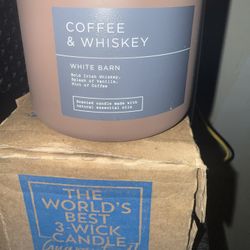 COFFEE
& WHISKEY
WHITE BARN
Bold Irish Whiskey,
Splash of Vanilla,
Hint of Coffee
Scented candle made with
natural essential oils
THE
WORLD'S
BEST
3-WICK
CANDLE